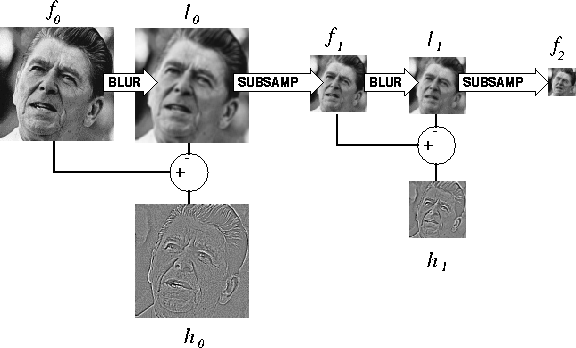 f0 l0 f1 l1 f2
BLUR SUBSAMP BLUR SUBSAMP
- -
+ +
h1
h0